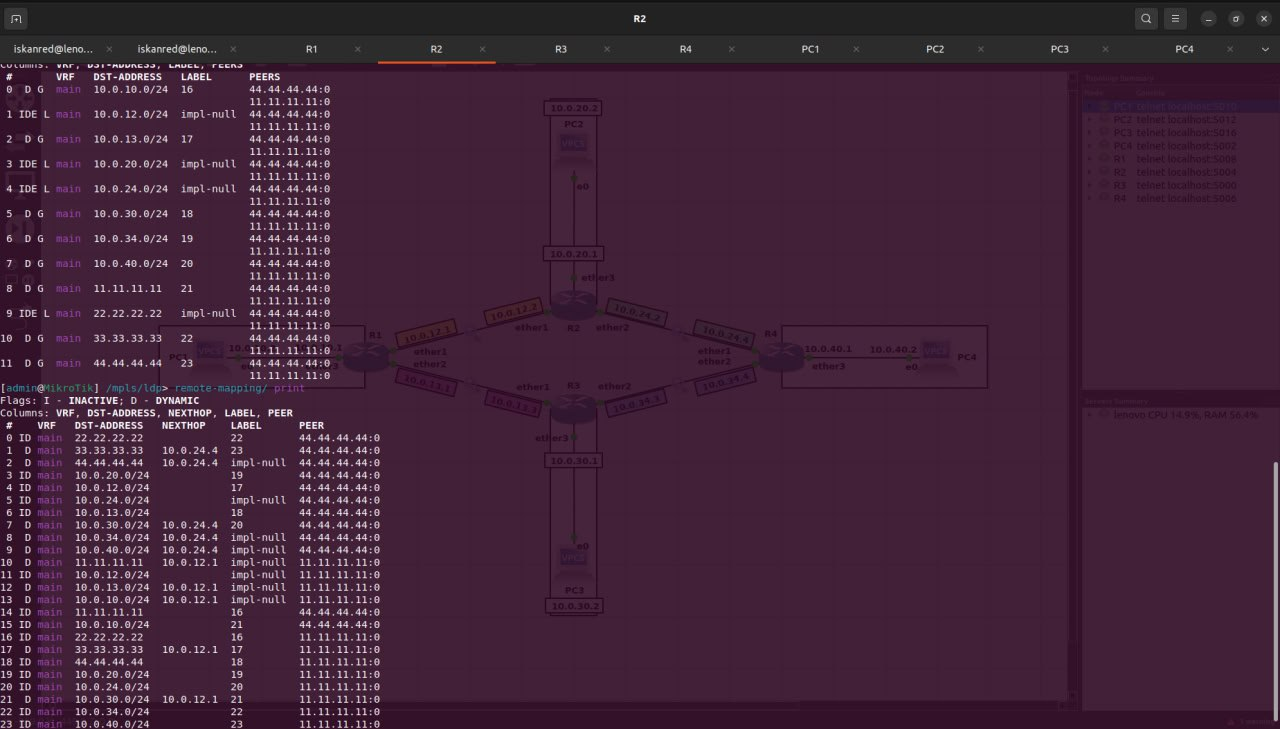 R2
iskanred@leno... × iskanred@leno... × R1 × R2 × R3 × R4 × PC1 × PC2 × PC3 × PC4 ×
Columns: VRF, DST-ADDRESS, LABEL, PEERS
# VRF DST-ADDRESS LABEL PEERS
0 D G main 10.0.10.0/24 16 44.44.44.44:0
11.11.11.11:0
1 IDE L main 10.0.12.0/24 impl-null 44.44.44.44:0
11.11.11.11:0
2 D G main 10.0.13.0/24 17 44.44.44.44:0
11.11.11.11:0
3 IDE L main 10.0.20.0/24 impl-null 44.44.44.44:0
11.11.11.11:0
4 IDE L main 10.0.24.0/24 impl-null 44.44.44.44:0
11.11.11.11:0
5 D G main 10.0.30.0/24 18 44.44.44.44:0
11.11.11.11:0
6 D G main 10.0.34.0/24 19 44.44.44.44:0
11.11.11.11:0
7 D G main 10.0.40.0/24 20 44.44.44.44:0
11.11.11.11:0
8 D G main 11.11.11.11 21 44.44.44.44:0
11.11.11.11:0
9 IDE L main 22.22.22.22 impl-null 44.44.44.44:0
11.11.11.11:0
10 D G main 33.33.33.33 22 44.44.44.44:0
11.11.11.11:0
11 D G main 44.44.44.44 23 44.44.44.44:0
11.11.11.11:0
[admin@MikroTik] /mpls/ldp> remote-mapping/ print
Flags: I - INACTIVE; D - DYNAMIC
Columns: VRF, DST-ADDRESS, NEXTHOP, LABEL, PEER
# VRF DST-ADDRESS NEXTHOP LABEL PEER
0 ID main 22.22.22.22 22 44.44.44.44:0
1 D main 33.33.33.33 10.0.24.4 23 44.44.44.44:0
2 D main 44.44.44.44 10.0.24.4 impl-null 44.44.44.44:0
3 ID main 10.0.20.0/24 19 44.44.44.44:0
4 ID main 10.0.12.0/24 17 44.44.44.44:0
5 ID main 10.0.24.0/24 impl-null 44.44.44.44:0
6 ID main 10.0.13.0/24 18 44.44.44.44:0
7 D main 10.0.30.0/24 10.0.24.4 20 44.44.44.44:0
8 D main 10.0.34.0/24 10.0.24.4 impl-null 44.44.44.44:0
9 D main 10.0.40.0/24 10.0.24.4 impl-null 44.44.44.44:0
10 D main 11.11.11.11 10.0.12.1 impl-null 11.11.11.11:0
11 ID main 10.0.12.0/24 impl-null 11.11.11.11:0
12 D main 10.0.13.0/24 10.0.12.1 impl-null 11.11.11.11:0
13 D main 10.0.10.0/24 10.0.12.1 impl-null 11.11.11.11:0
14 ID main 11.11.11.11 16 44.44.44.44:0
15 ID main 10.0.10.0/24 21 44.44.44.44:0
16 ID main 22.22.22.22 16 11.11.11.11:0
17 D main 33.33.33.33 10.0.12.1 17 11.11.11.11:0
18 ID main 44.44.44.44 18 11.11.11.11:0
19 ID main 10.0.20.0/24 19 11.11.11.11:0
20 ID main 10.0.24.0/24 20 11.11.11.11:0
21 D main 10.0.30.0/24 10.0.12.1 21 11.11.11.11:0
22 ID main 10.0.34.0/24 22 11.11.11.11:0
23 ID main 10.0.40.0/24 23 11.11.11.11:0
10.0.20.2
PC2
VPCS
e0
10.0.20.1
ether3
10.0.12.2
10.0.24.2
ether1
R2
ether2
10.0.12.1
10.0.24.4
R1
R4
VPCS
ether1
ether2
ether1
ether2
10.0.40.1
10.0.40.2
VPCS
PC4
ether3
e0
10.0.34.4
R3
ether1
ether2
10.0.34.3
ether3
10.0.30.1
e0
VPCS
PC3
10.0.30.2
Topology Summary
Node Console
PC1 telnet localhost:5010
PC2 telnet localhost:5012
PC3 telnet localhost:5016
PC4 telnet localhost:5002
R1 telnet localhost:5008
R2 telnet localhost:5004
R3 telnet localhost:5000
R4 telnet localhost:5006
Servers Summary
lenovo CPU 14.9%, RAM 56.4%